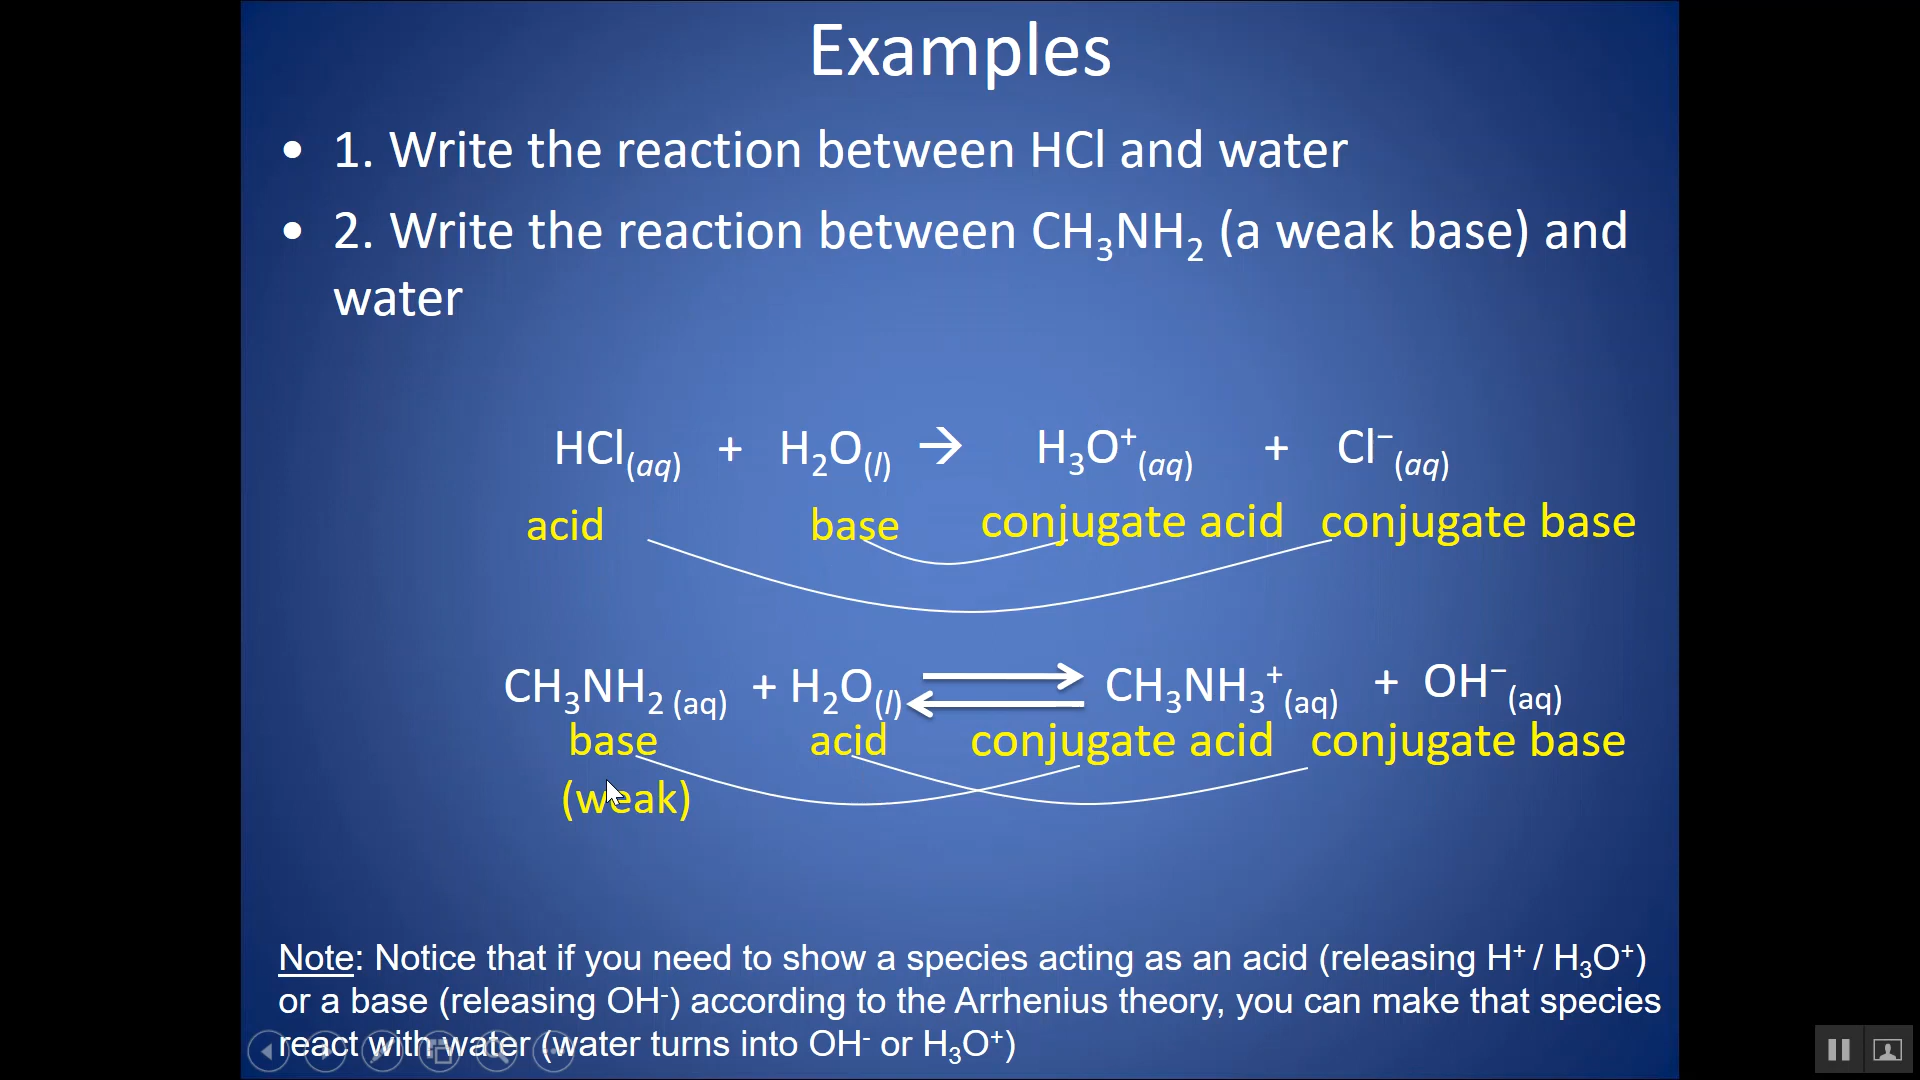 Examples
• 1. Write the reaction between HCl and water
• 2. Write the reaction between CH₃NH₂ (a weak base) and
water
HCl₍aq₎ + H₂O₍l₎ → H₃O⁺₍aq₎ + Cl⁻₍aq₎
acid base conjugate acid conjugate base
CH₃NH₂ (aq) + H₂O(l) ⇄ CH₃NH₃⁺(aq) + OH⁻(aq)
base acid conjugate acid conjugate base
(weak)
Note: Notice that if you need to show a species acting as an acid (releasing H⁺ / H₃O⁺)
or a base (releasing OH⁻) according to the Arrhenius theory, you can make that species
react with water (water turns into OH⁻ or H₃O⁺)